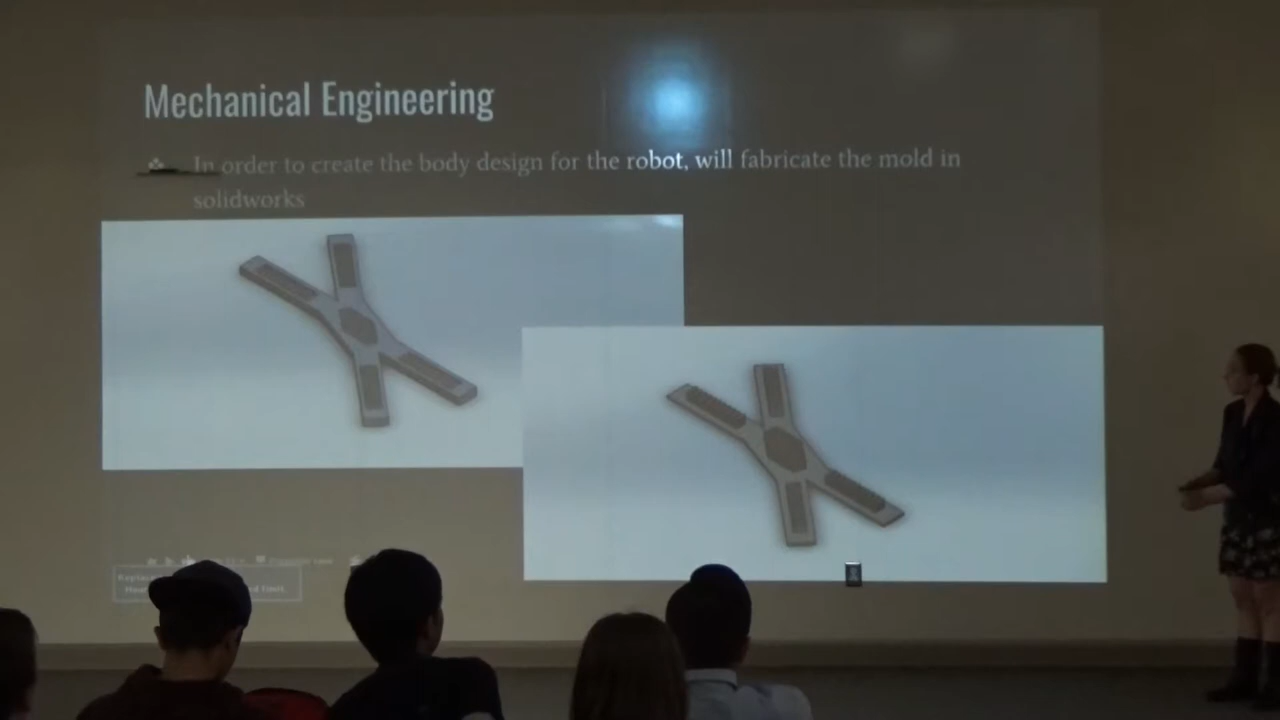 Mechanical Engineering
In order to create the body design for the robot, will fabricate the mold in
solidworks